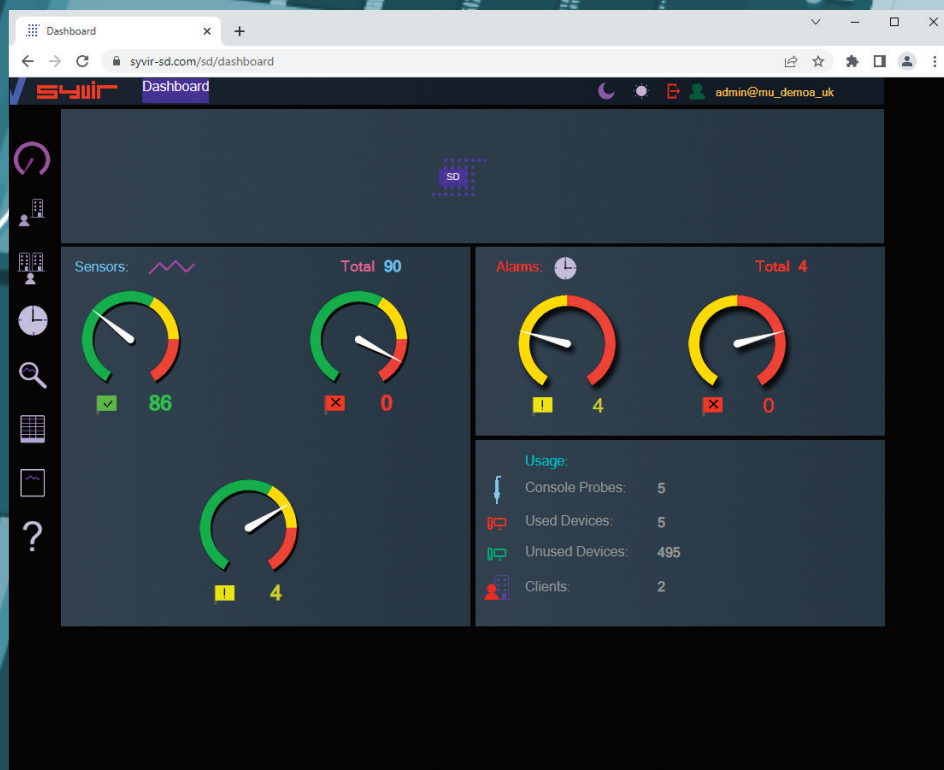 Dashboard
syvir-sd.com/sd/dashboard
syvir
Dashboard
admin@mu_demoa_uk
SD
Sensors:
Total 90
86
0
4
Alarms:
Total 4
4
0
Usage:
Console Probes: 5
Used Devices: 5
Unused Devices: 495
Clients: 2
?